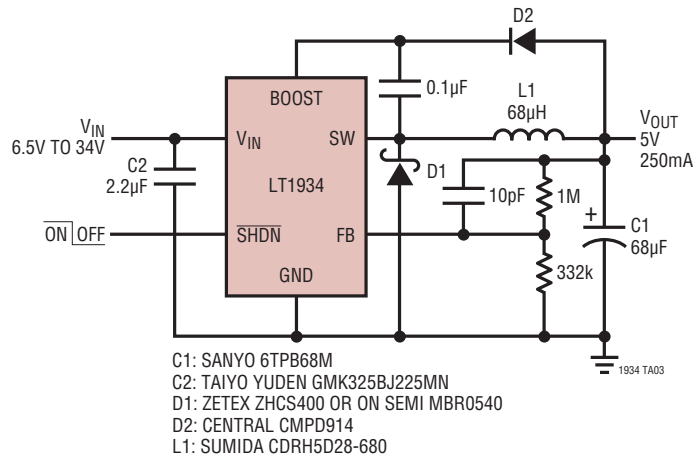 D2
BOOST
0.1µF
L1
68µH
VIN
6.5V TO 34V
VIN
SW
VOUT
5V
250mA
C2
2.2µF
LT1934
D1
10pF
1M
ON OFF
SHDN
FB
+
C1
68µF
332k
GND
1934 TA03
C1: SANYO 6TPB68M
C2: TAIYO YUDEN GMK325BJ225MN
D1: ZETEX ZHCS400 OR ON SEMI MBR0540
D2: CENTRAL CMPD914
L1: SUMIDA CDRH5D28-680